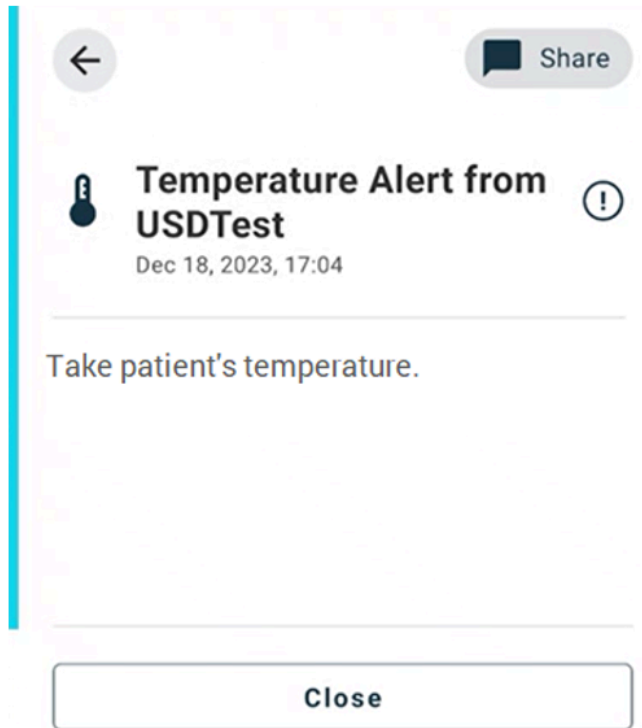 Share
Temperature Alert from
USDTest
Dec 18, 2023, 17:04
Take patient's temperature.
Close